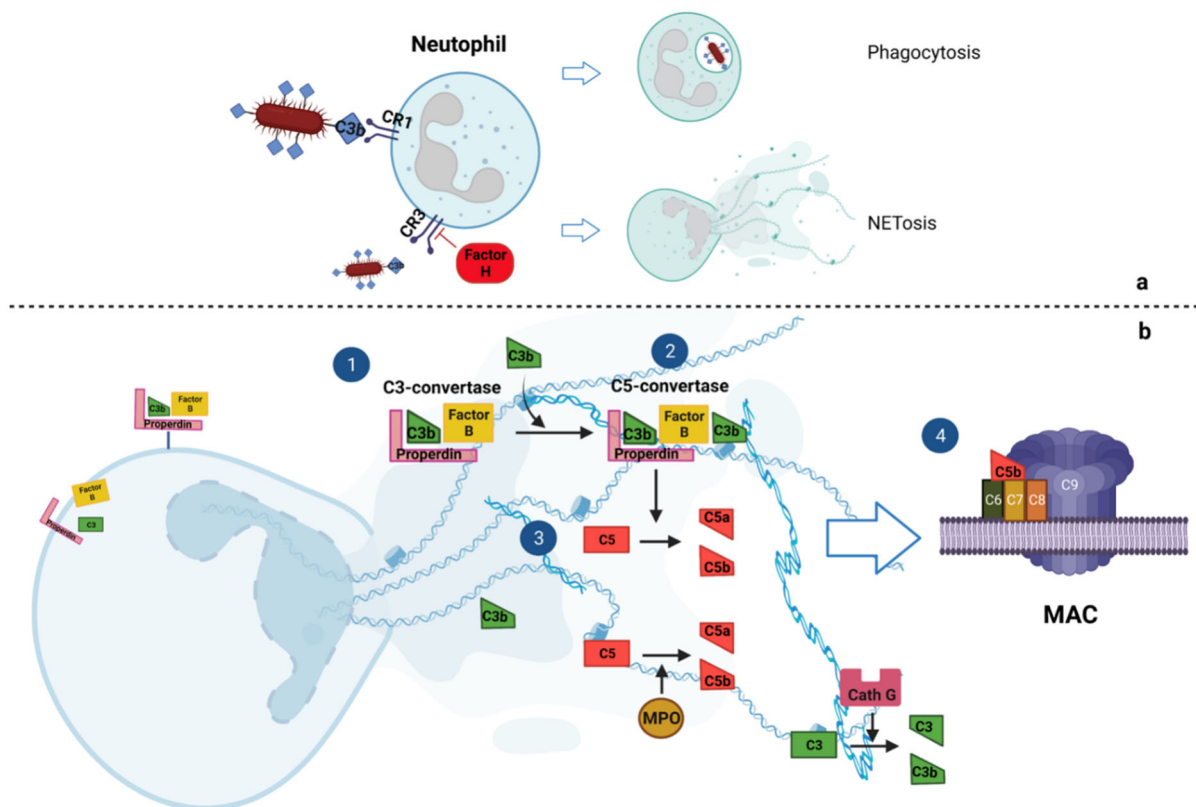 Neutophil
Phagocytosis
C3b
CR1
CR3
C3b
Factor
H
NETosis
a
b
1
C3b
2
C3-convertase
C5-convertase
C3b
Factor
B
Properdin
C3b
Factor
B
Properdin
C3b
Factor
B
C3b
Properdin
4
C5b
C6
C7
C8
C9
MAC
Factor
B
Properdin
C3
3
C5
C5a
C5b
C3b
C5
C5a
C5b
MPO
Cath G
C3
C3
C3b